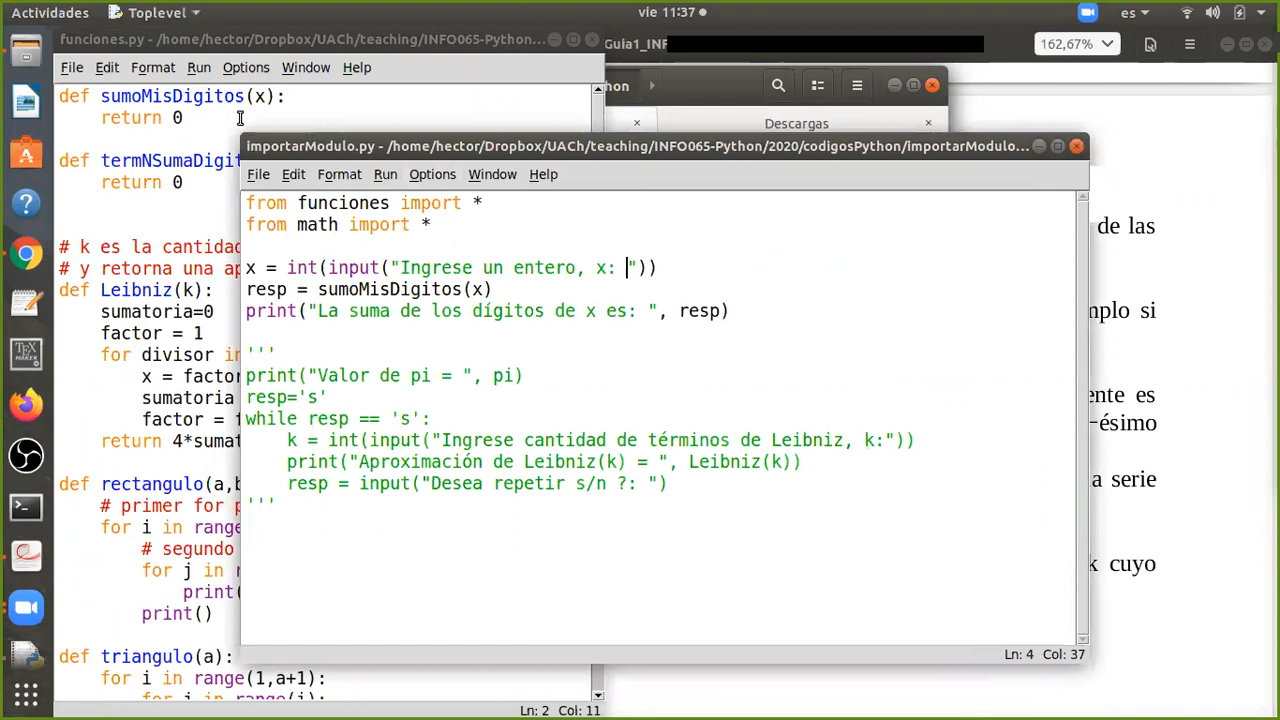 Actividades
Toplevel
vie 11:37
es
funciones.py - /home/hector/Dropbox/UACh/teaching/INFO065-Python...
File Edit Format Run Options Window Help
def sumoMisDigitos(x):
return 0
def termNSumaDigit
return 0
# k es la cantidad
# y retorna una ap
def Leibniz(k):
sumatoria=0
factor = 1
for divisor in
x = factor
sumatoria
factor = f
return 4*sumat
def rectangulo(a,b
# primer for p
for i in range
# segundo
for j in r
print(
print()
def triangulo(a):
for i in range(1,a+1):
for j in range(i):
Ln: 2 Col: 11
Guia1_INF
162,67%
hon
Descargas
importarModulo.py - /home/hector/Dropbox/UACh/teaching/INFO065-Python/2020/codigosPython/importarModulo...
File Edit Format Run Options Window Help
from funciones import *
from math import *
x = int(input("Ingrese un entero, x: "))
resp = sumoMisDigitos(x)
print("La suma de los dígitos de x es: ", resp)
'''
print("Valor de pi = ", pi)
resp='s'
while resp == 's':
k = int(input("Ingrese cantidad de términos de Leibniz, k:"))
print("Aproximación de Leibniz(k) = ", Leibniz(k))
resp = input("Desea repetir s/n ?: ")
'''
Ln: 4 Col: 37
de las
mplo si
ente es
−ésimo
la serie
k cuyo